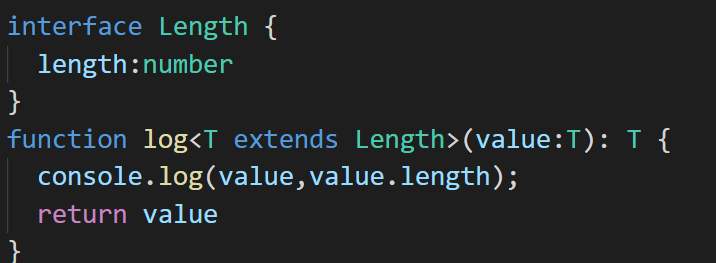 interface Length {
  length:number
}
function log<T extends Length>(value:T): T {
  console.log(value,value.length);
  return value
}